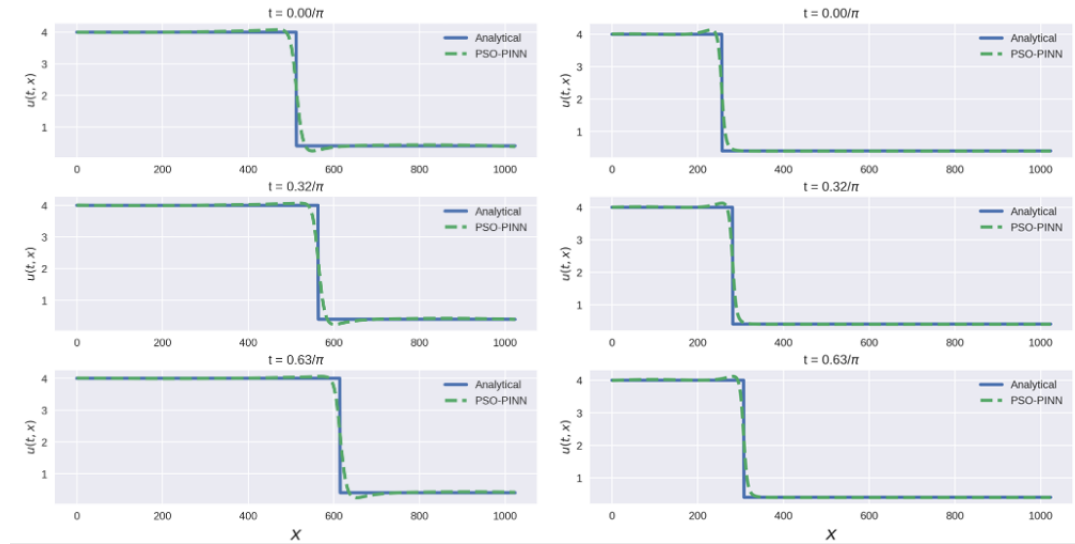 t = 0.00/π
4
3
2
1
u(t, x)
Analytical
PSO-PINN
0 200 400 600 800 1000
t = 0.32/π
4
3
2
1
u(t, x)
Analytical
PSO-PINN
0 200 400 600 800 1000
t = 0.63/π
4
3
2
1
u(t, x)
Analytical
PSO-PINN
0 200 400 600 800 1000
x
t = 0.00/π
4
3
2
1
u(t, x)
Analytical
PSO-PINN
0 200 400 600 800 1000
t = 0.32/π
4
3
2
1
u(t, x)
Analytical
PSO-PINN
0 200 400 600 800 1000
t = 0.63/π
4
3
2
1
u(t, x)
Analytical
PSO-PINN
0 200 400 600 800 1000
x